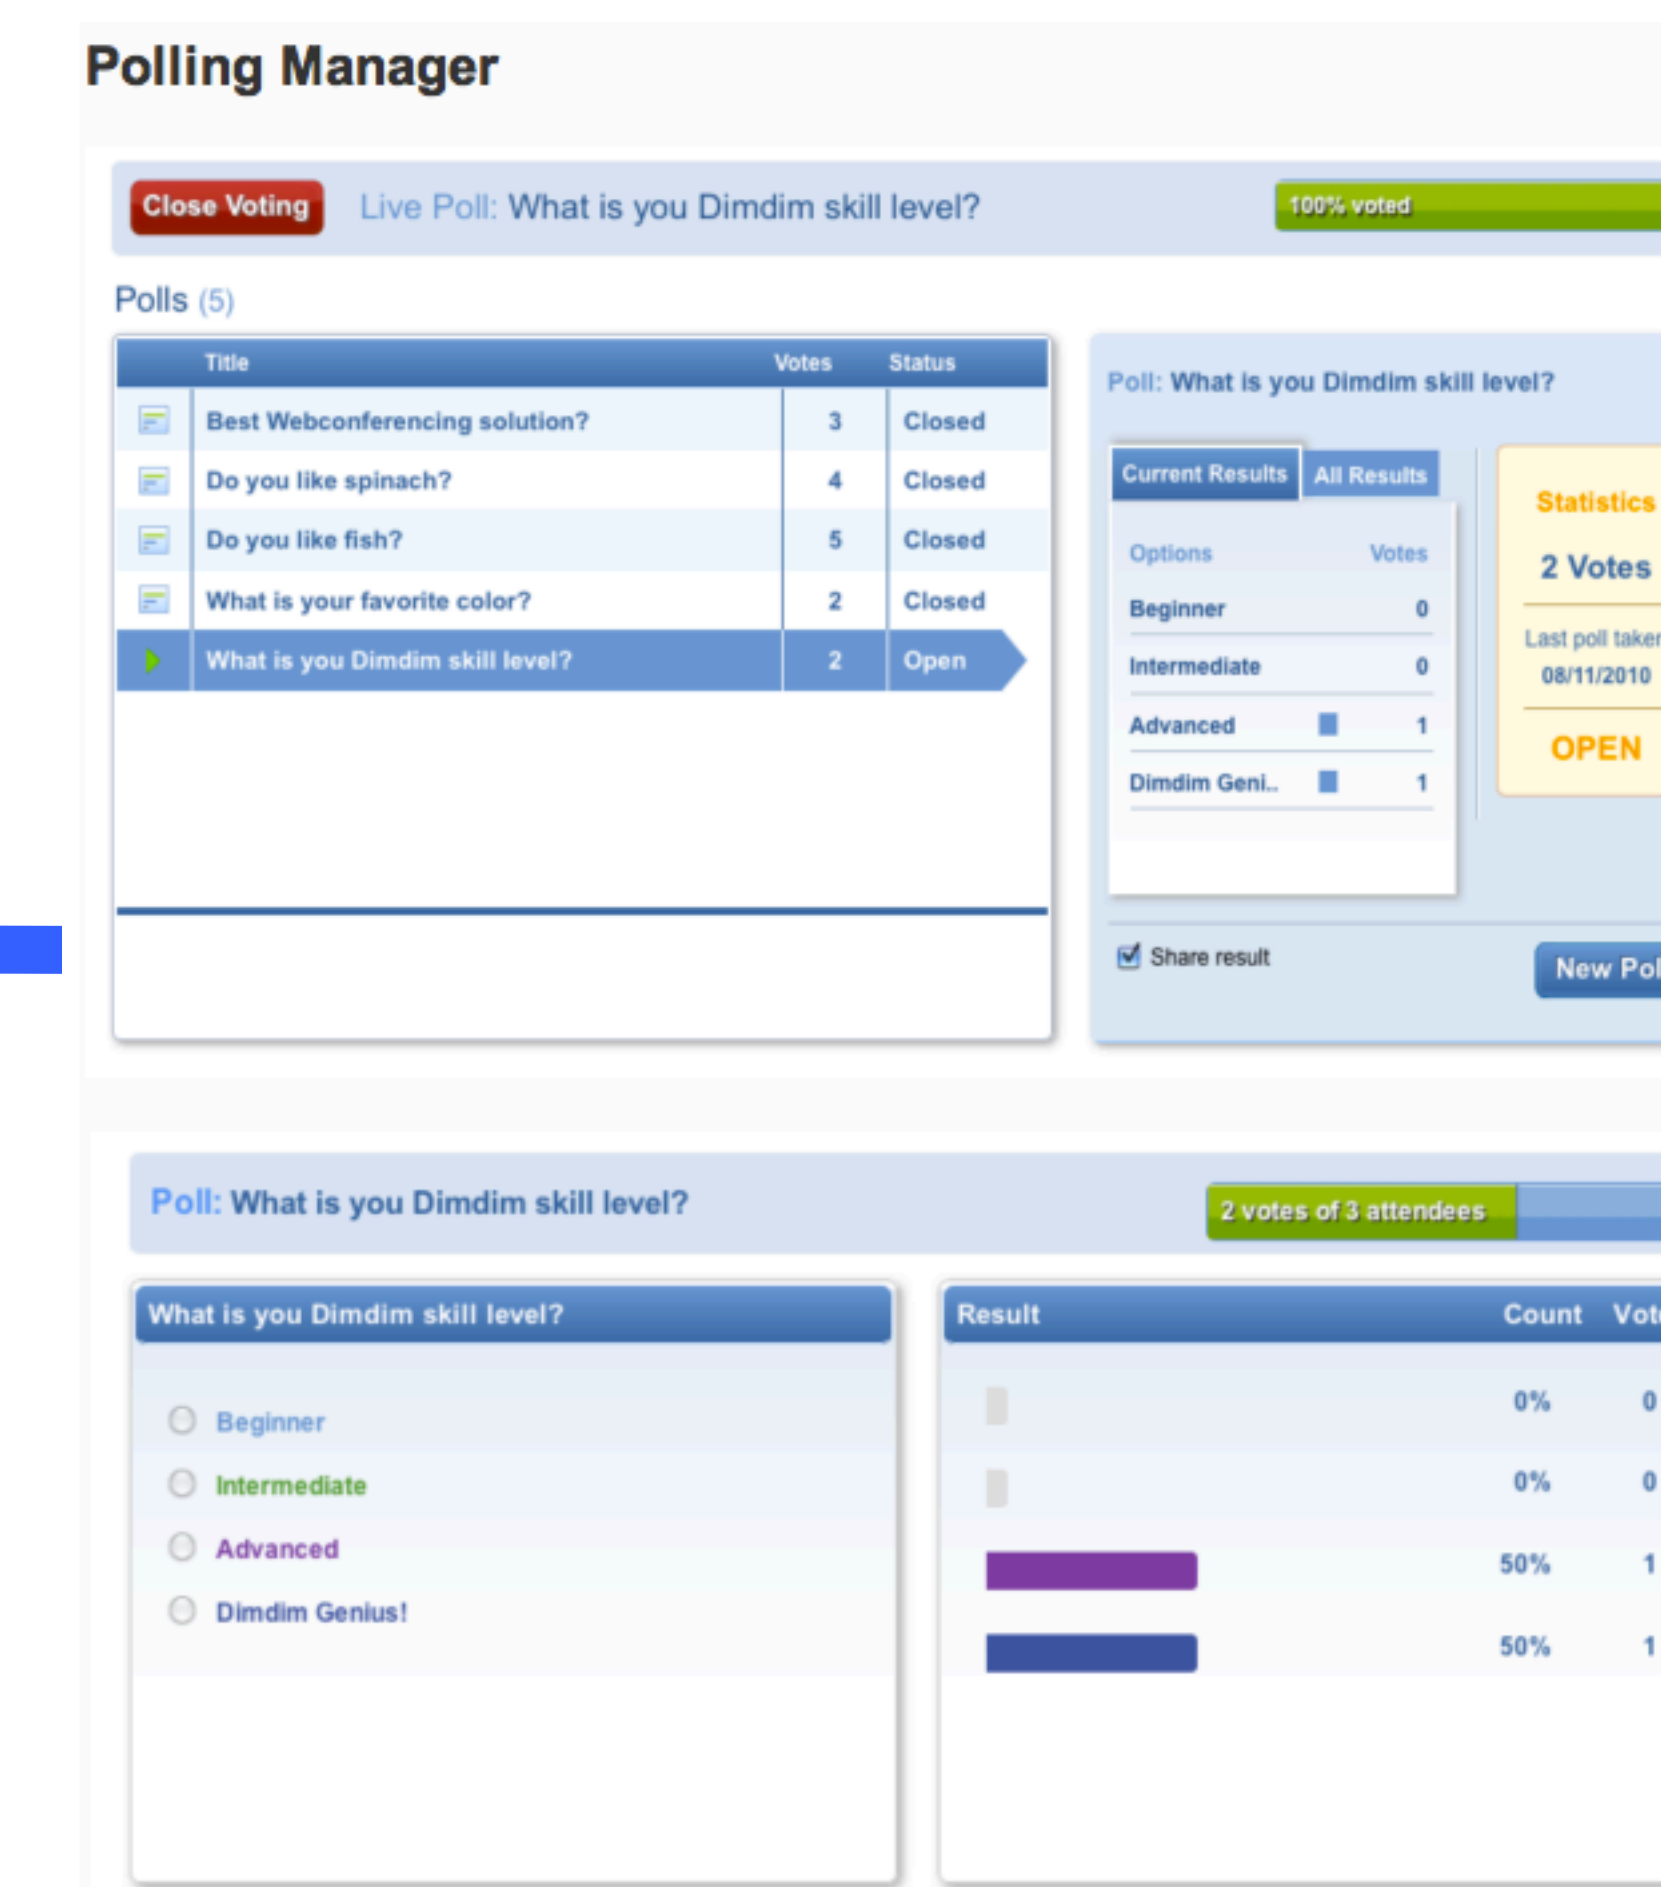 Polling Manager
Close Voting Live Poll: What is you Dimdim skill level? 100% voted
Polls (5)
Title Votes Status
Best Webconferencing solution? 3 Closed
Do you like spinach? 4 Closed
Do you like fish? 5 Closed
What is your favorite color? 2 Closed
What is you Dimdim skill level? 2 Open
Poll: What is you Dimdim skill level?
Current Results All Results
Options Votes
Beginner 0
Intermediate 0
Advanced 1
Dimdim Geni.. 1
Statistics
2 Votes
Last poll
08/11/2010
OPEN
Share result
New
Poll: What is you Dimdim skill level? 2 votes of 3 attendees
What is you Dimdim skill level?
Beginner
Intermediate
Advanced
Dimdim Genius!
Result Count
0% 0
0% 0
50% 1
50% 1